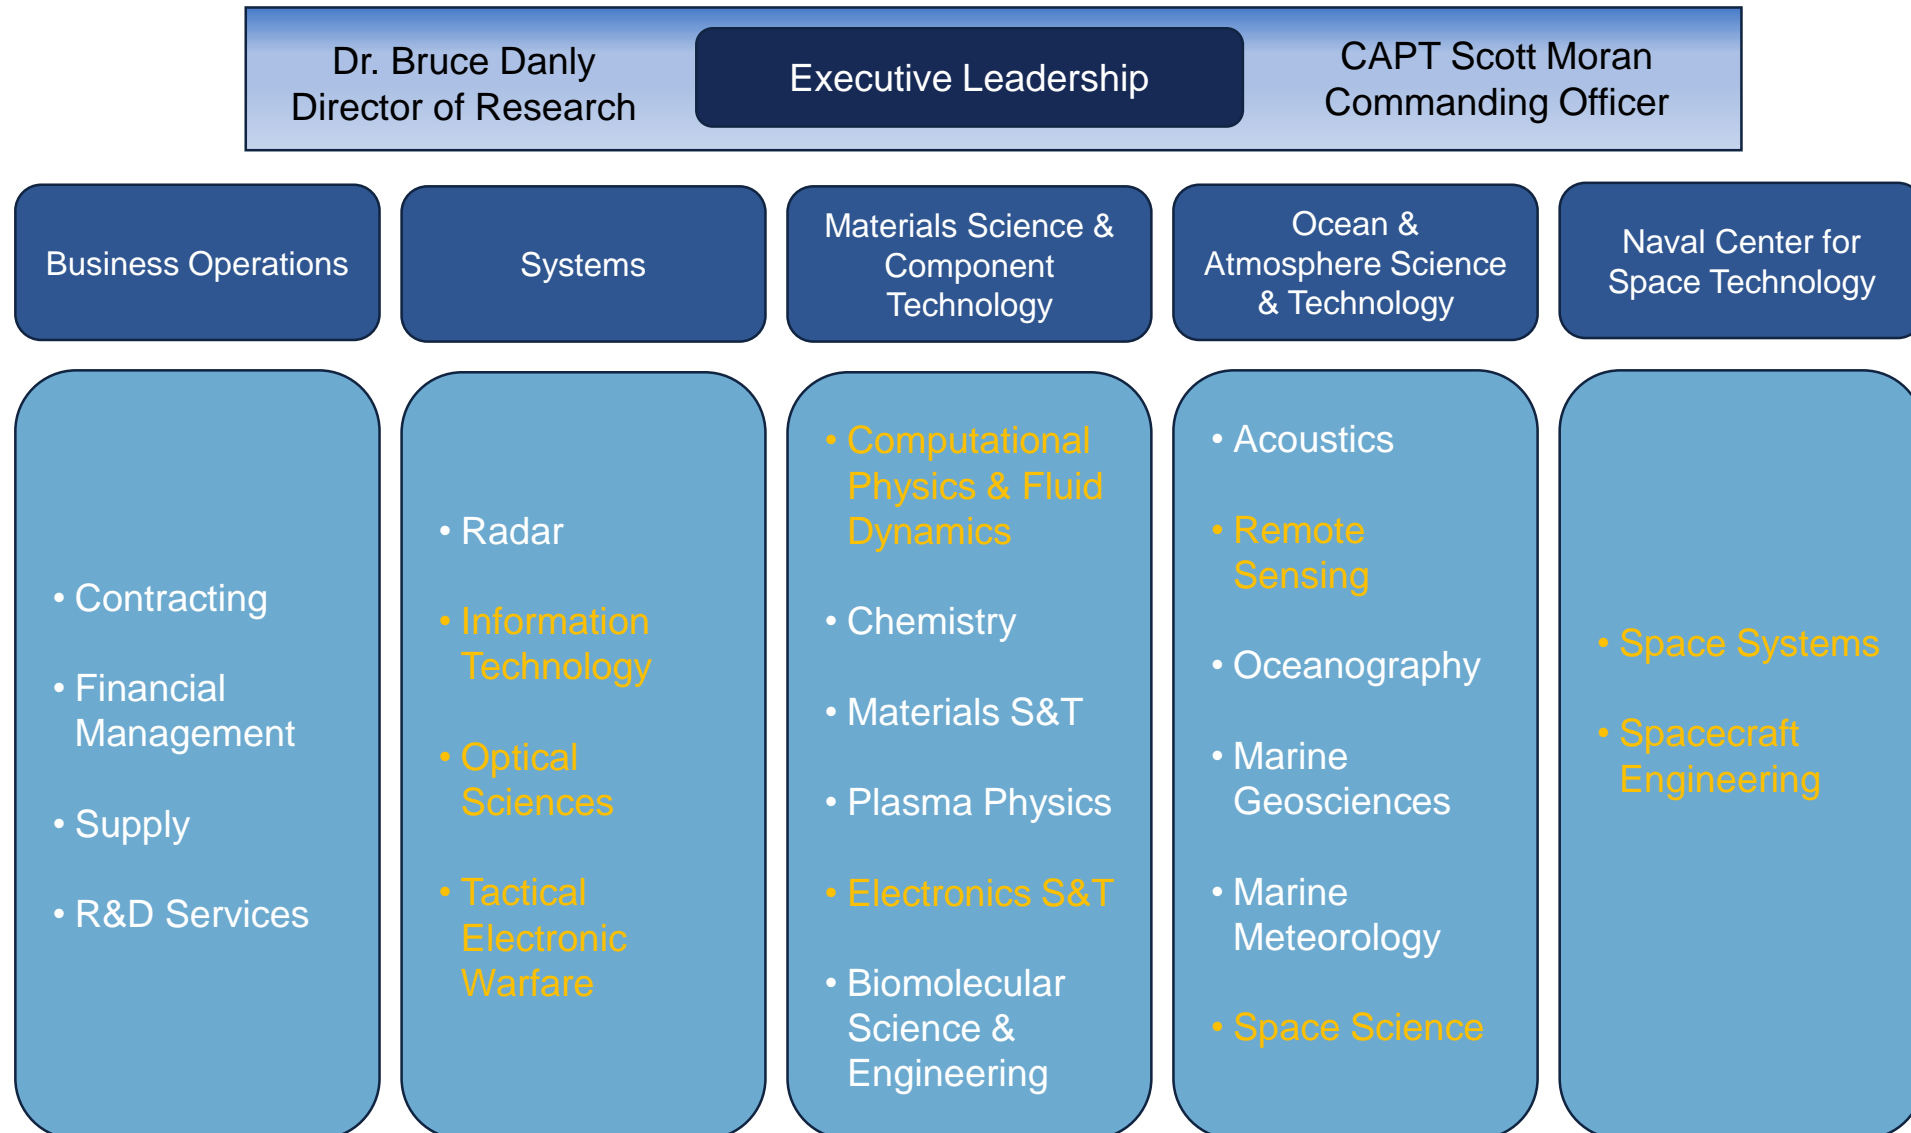 Dr. Bruce Danly
Director of Research
Executive Leadership
CAPT Scott Moran
Commanding Officer
Business Operations
Systems
Materials Science &
Component
Technology
Ocean &
Atmosphere Science
& Technology
Naval Center for
Space Technology
• Contracting
• Financial
Management
• Supply
• R&D Services
• Radar
• Information
Technology
• Optical
Sciences
• Tactical
Electronic
Warfare
• Computational
Physics & Fluid
Dynamics
• Chemistry
• Materials S&T
• Plasma Physics
• Electronics S&T
• Biomolecular
Science &
Engineering
• Acoustics
• Remote
Sensing
• Oceanography
• Marine
Geosciences
• Marine
Meteorology
• Space Science
• Space Systems
• Spacecraft
Engineering